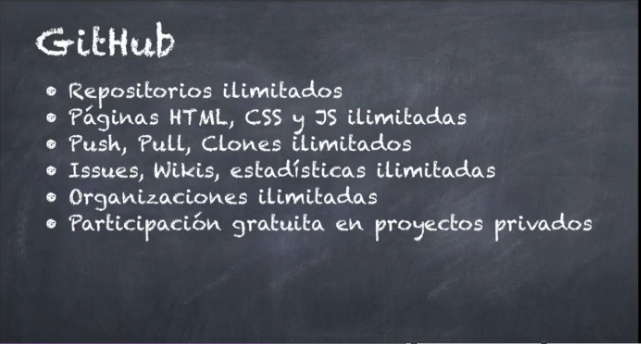 GitHub
• Repositorios ilimitados
• Páginas HTML, CSS y JS ilimitadas
• Push, Pull, Clones ilimitados
• Issues, Wikis, estadísticas ilimitadas
• Organizaciones ilimitadas
• Participación gratuita en proyectos privados